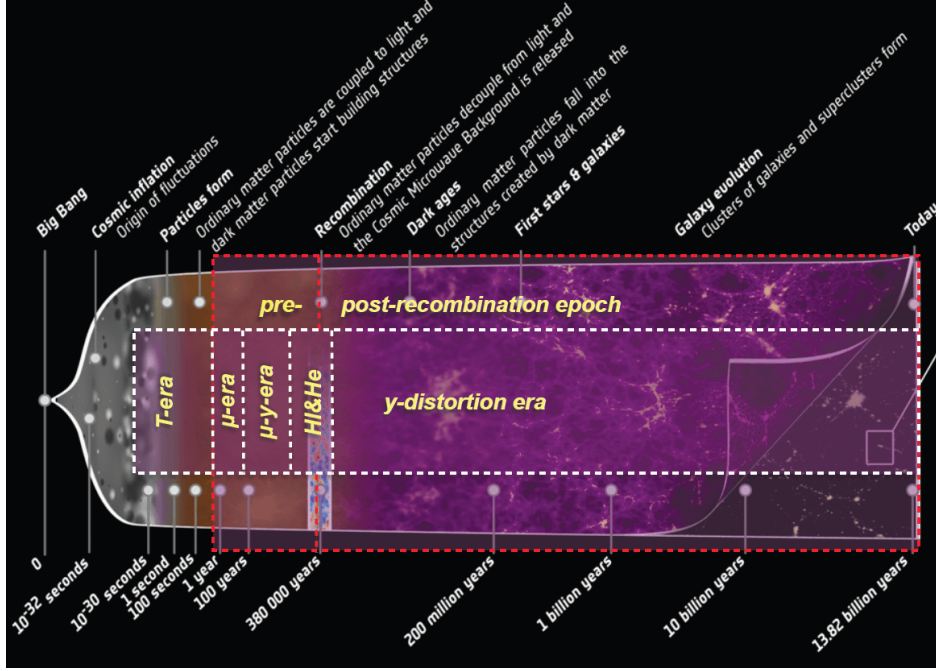 Big Bang
Cosmic inflation
Origin of fluctuations
Particles form
Ordinary matter particles are coupled to light and
dark matter particles start building structures
Recombination
Ordinary matter particles decouple from light and
the Cosmic Microwave Background is released
Dark ages
Ordinary matter particles fall into the
structures created by dark matter
First stars & galaxies
Galaxy evolution
Clusters of galaxies and superclusters form
Today
pre- post-recombination epoch
T-era
μ-era
μ-y-era
HI&He
y-distortion era
0
10-32 seconds
10-30 seconds
1 second
100 seconds
1 year
100 years
380 000 years
200 million years
1 billion years
10 billion years
13.82 billion years